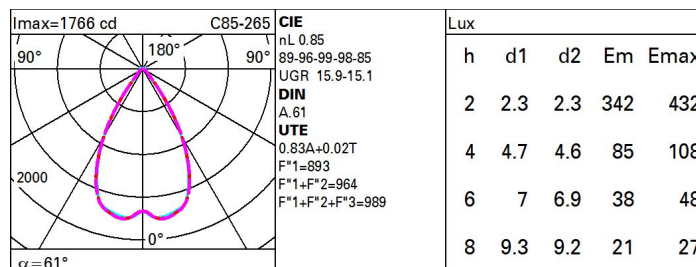 Imax=1766 cd C85-265
90° 180° 90°
2000
0°
α=61°
CIE
nL 0.85
89-96-99-98-85
UGR 15.9-15.1
DIN
A.61
UTE
0.83A+0.02T
F"1=893
F"1+F"2=964
F"1+F"2+F"3=989
Lux
h d1 d2 Em Emax
2 2.3 2.3 342 432
4 4.7 4.6 85 108
6 7 6.9 38 48
8 9.3 9.2 21 27